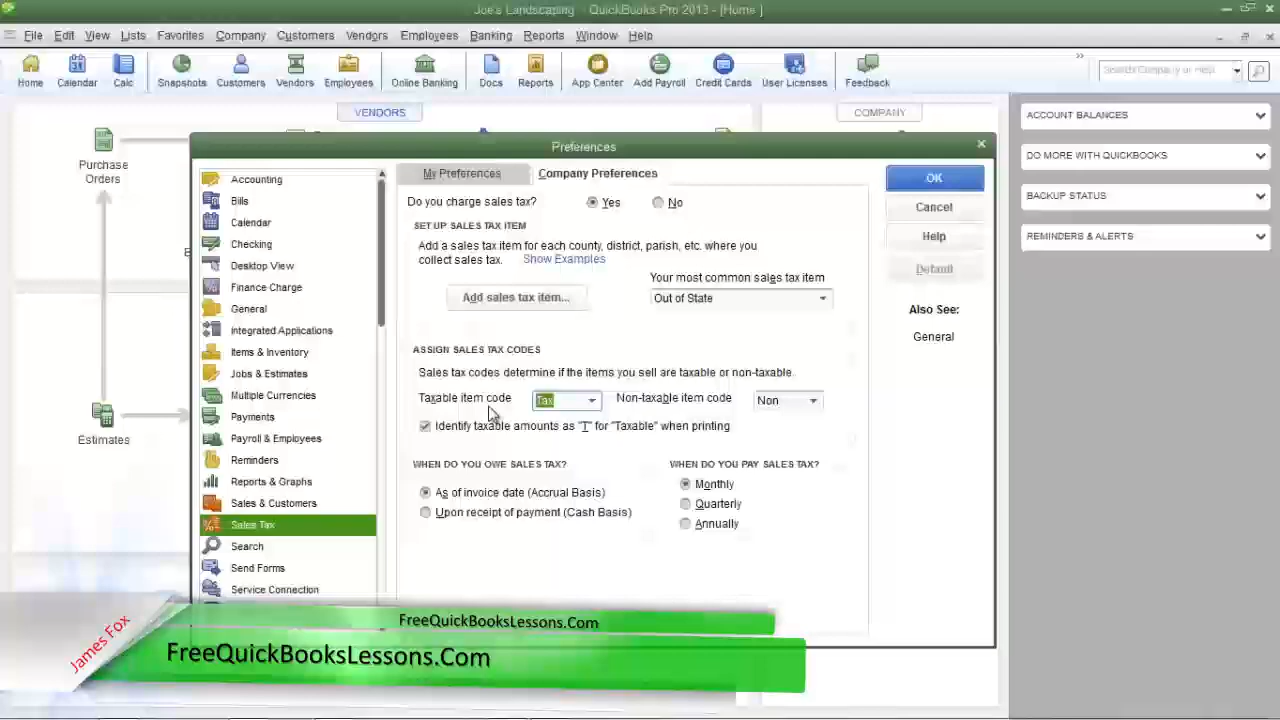 Joe's Landscaping - QuickBooks Pro 2013 - [Home ]
File Edit View Lists Favorites Company Customers Vendors Employees Banking Reports Window Help
Home Calendar Calc Snapshots Customers Vendors Employees Online Banking Docs Reports App Center Add Payroll Credit Cards User Licenses Feedback
Search Company or Help
VENDORS
COMPANY
Purchase
Orders
Estimates
Preferences
Accounting
Bills
Calendar
Checking
Desktop View
Finance Charge
General
Integrated Applications
Items & Inventory
Jobs & Estimates
Multiple Currencies
Payments
Payroll & Employees
Reminders
Reports & Graphs
Sales & Customers
Sales Tax
Search
Send Forms
Service Connection
My Preferences Company Preferences
Do you charge sales tax? Yes No
SET UP SALES TAX ITEM
Add a sales tax item for each county, district, parish, etc. where you
collect sales tax. Show Examples
Your most common sales tax item
Add sales tax item... Out of State
ASSIGN SALES TAX CODES
Sales tax codes determine if the items you sell are taxable or non-taxable.
Taxable item code Tax Non-taxable item code Non
Identify taxable amounts as "T" for "Taxable" when printing
WHEN DO YOU OWE SALES TAX?
As of invoice date (Accrual Basis)
Upon receipt of payment (Cash Basis)
WHEN DO YOU PAY SALES TAX?
Monthly
Quarterly
Annually
OK
Cancel
Help
Default
Also See:
General
ACCOUNT BALANCES
DO MORE WITH QUICKBOOKS
BACKUP STATUS
REMINDERS & ALERTS
James Fox
FreeQuickBooksLessons.Com
FreeQuickBooksLessons.Com